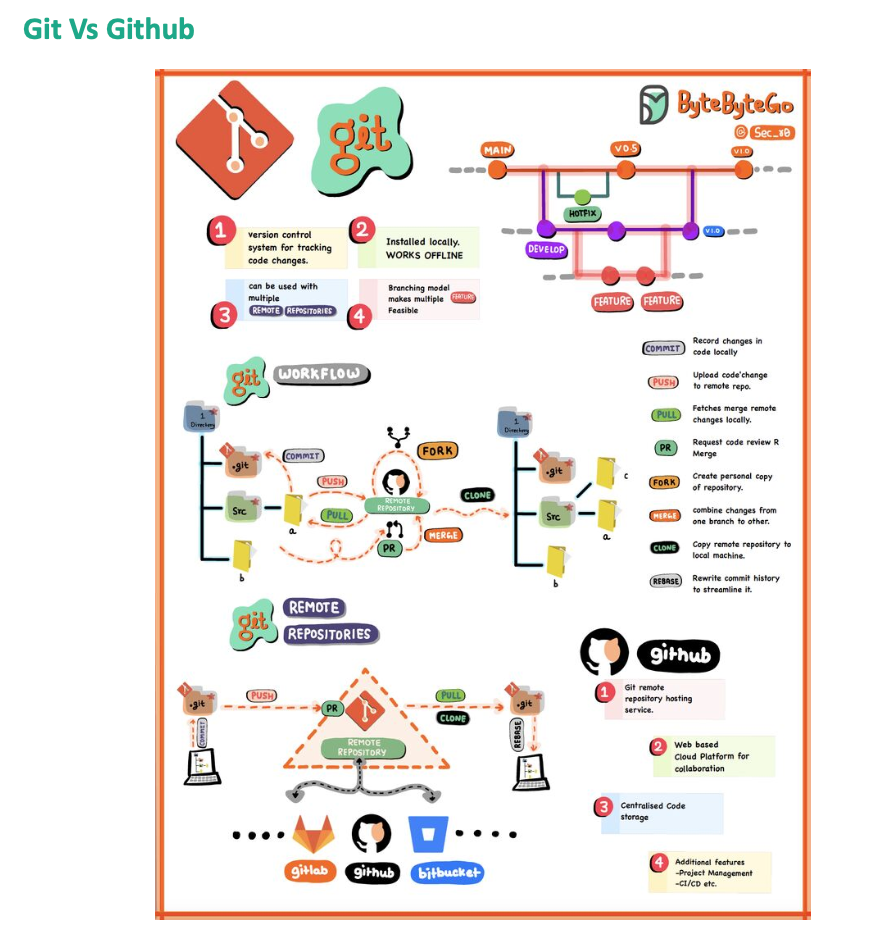 Git Vs Github
git
ByteByteGo
@ Sec_r0
MAIN
V0.5
V1.0
HOTFIX
DEVELOP
V1.0
FEATURE
FEATURE
1
version control
system for tracking
code changes.
2
Installed locally.
WORKS OFFLINE
3
can be used with
multiple
REMOTE REPOSITORIES
4
Branching model
makes multiple FEATURE
Feasible
COMMIT
Record changes in
code locally
PUSH
Upload code'change
to remote repo.
PULL
Fetches merge remote
changes locally.
PR
Request code review R
Merge
FORK
Create personal copy
of repository.
MERGE
combine changes from
one branch to other.
CLONE
Copy remote repository to
local machine.
REBASE
Rewrite commit history
to streamline it.
git WORKFLOW
1
Directory
.git
COMMIT
Src
a
b
PUSH
PULL
FORK
REMOTE
REPOSITORY
PR
MERGE
CLONE
1
Directory
.git
Src
c
a
b
git REMOTE
REPOSITORIES
.git
COMMIT
PUSH
PR
REMOTE
REPOSITORY
PULL
CLONE
.git
REBASE
gitlab
github
bitbucket
github
1
Git remote
repository hosting
service.
2
Web based
Cloud Platform for
collaboration
3
Centralised Code
storage
4
Additional features
-Project Management
-CI/CD etc.